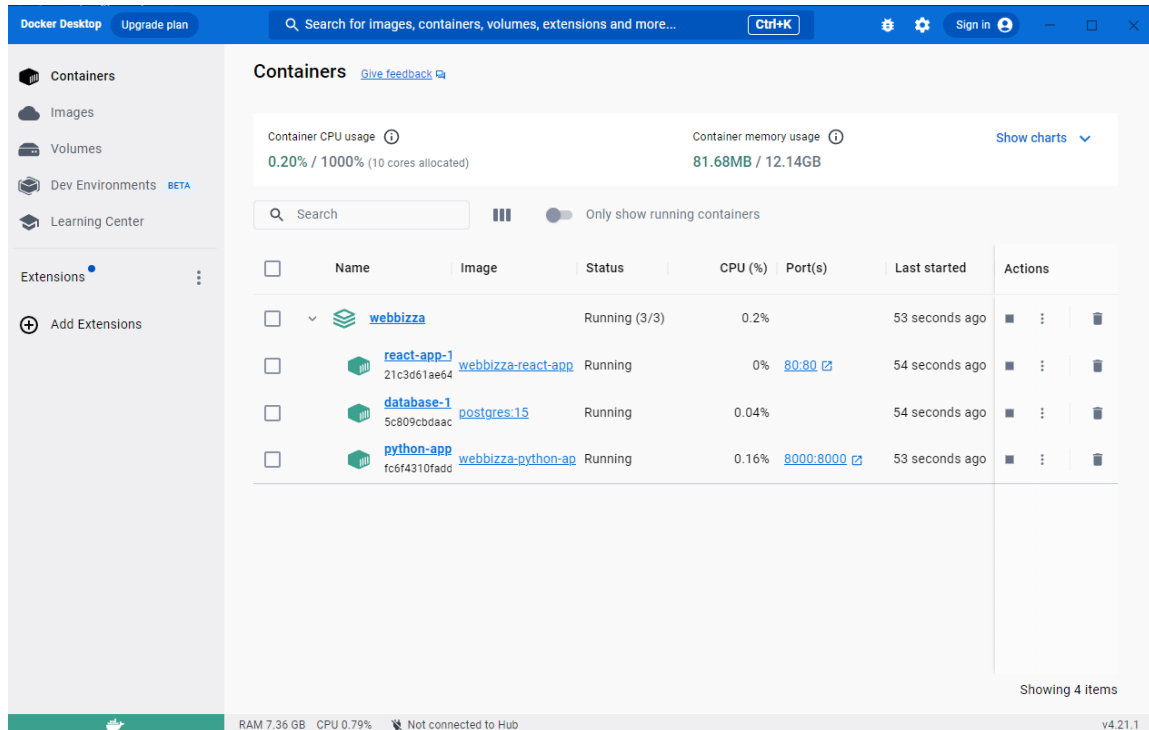 Docker Desktop Upgrade plan Search for images, containers, volumes, extensions and more... Ctrl+K Sign in
Containers
Images
Volumes
Dev Environments BETA
Learning Center
Extensions
Add Extensions
Containers Give feedback
Container CPU usage Container memory usage Show charts
0.20% / 1000% (10 cores allocated) 81.68MB / 12.14GB
Search Only show running containers
Name Image Status CPU (%) Port(s) Last started Actions
webbizza Running (3/3) 0.2% 53 seconds ago
react-app-1 webbizza-react-app Running 0% 80:80 54 seconds ago
21c3d61ae64
database-1 postgres:15 Running 0.04% 54 seconds ago
5c809cbdaac
python-app webbizza-python-ap Running 0.16% 8000:8000 53 seconds ago
fc6f4310fadd
Showing 4 items
RAM 7.36 GB CPU 0.79% Not connected to Hub v4.21.1